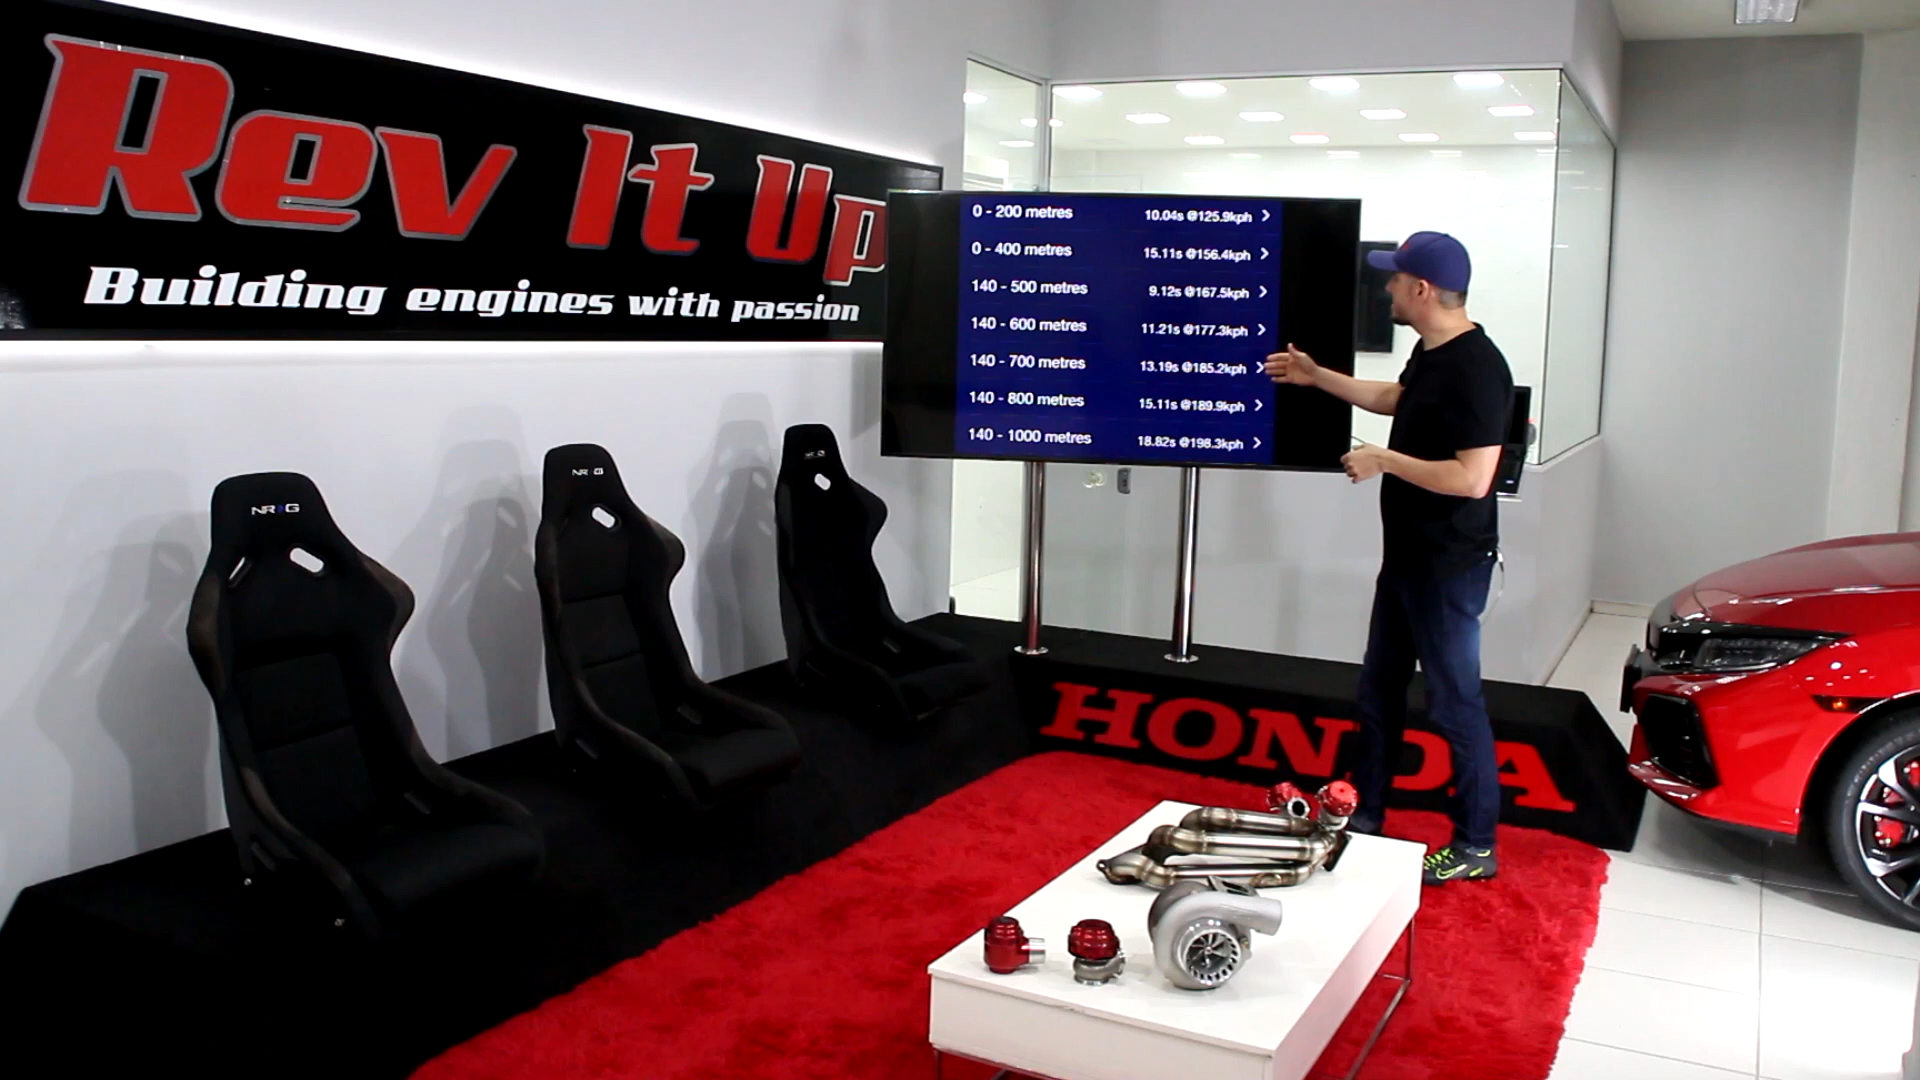 Rev It Up
Building engines with passion
0 - 200 metres 10.04s @125.9kph
0 - 400 metres 15.11s @156.4kph
140 - 500 metres 9.12s @167.5kph
140 - 600 metres 11.21s @177.3kph
140 - 700 metres 13.19s @185.2kph
140 - 800 metres 15.11s @189.9kph
140 - 1000 metres 18.82s @198.3kph
NRG
NRG
NRG
HONDA